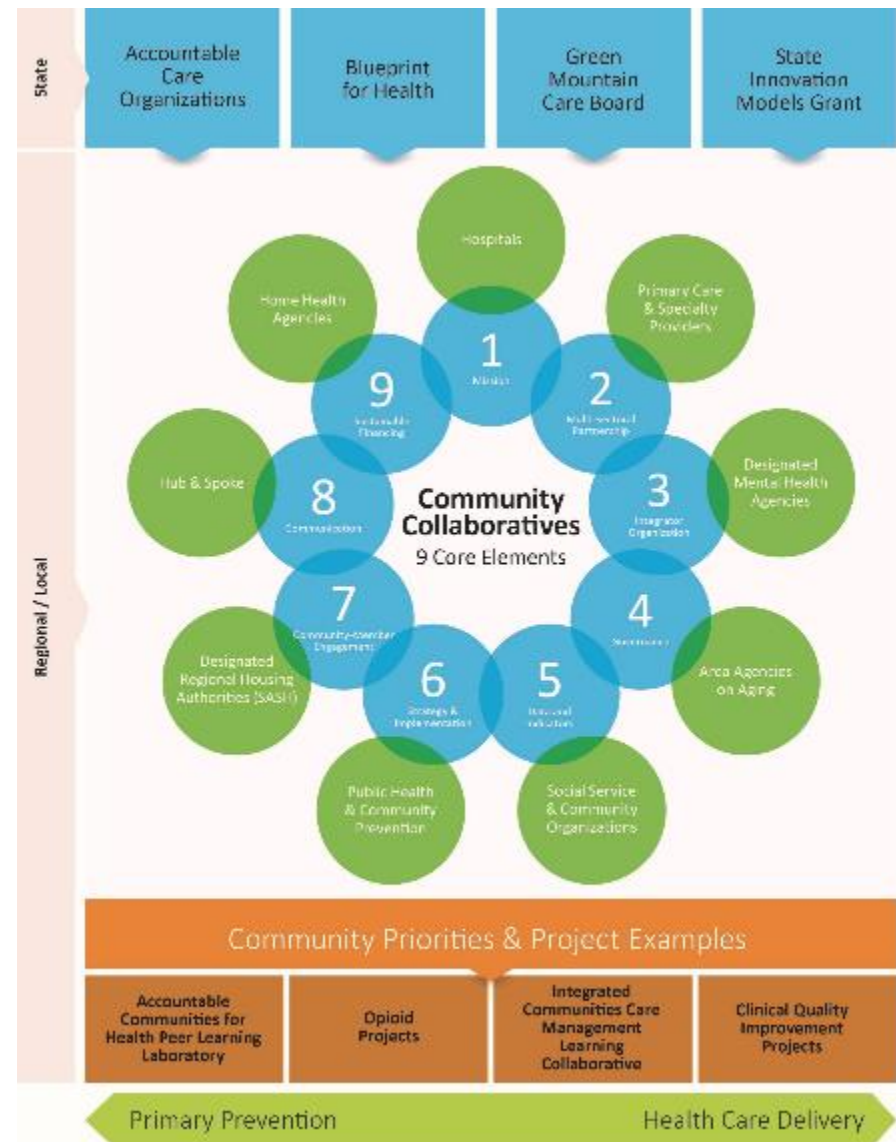 State
Accountable
Care
Organizations
Blueprint
for Health
Green
Mountain
Care Board
State
Innovation
Models Grant
Regional / Local
Hospitals
Primary Care
& Specialty
Providers
Designated
Mental Health
Agencies
Area Agencies
on Aging
Social Service
& Community
Organizations
Public Health
& Community
Prevention
Designated
Regional Housing
Authorities (SASH)
Hub & Spoke
Home Health
Agencies
1
Mission
2
Multi-sectoral
Partnership
3
Integrator
Organization
4
Governance
5
Data and
Indicators
6
Strategy &
Implementation
7
Community-Member
Engagement
8
Communication
9
Sustainable
Financing
Community
Collaboratives
9 Core Elements
Community Priorities & Project Examples
Accountable
Communities for
Health Peer Learning
Laboratory
Opioid
Projects
Integrated
Communities Care
Management
Learning
Collaborative
Clinical Quality
Improvement
Projects
Primary Prevention
Health Care Delivery